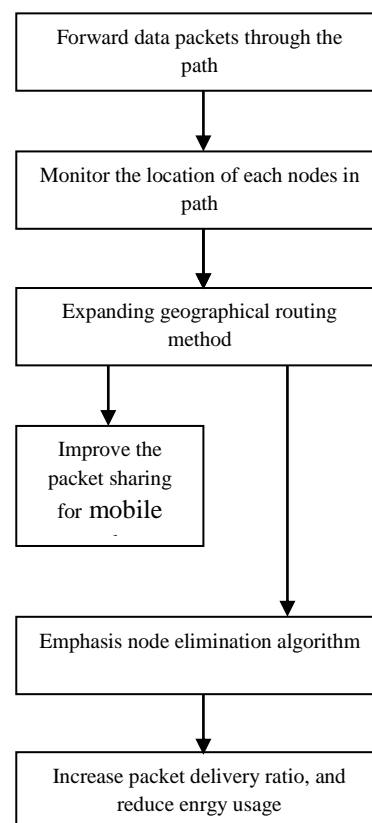 Forward data packets through the
path
Monitor the location of each nodes in
path
Expanding geographical routing
method
Improve the
packet sharing
for mobile
Emphasis node elimination algorithm
Increase packet delivery ratio, and
reduce enrgy usage